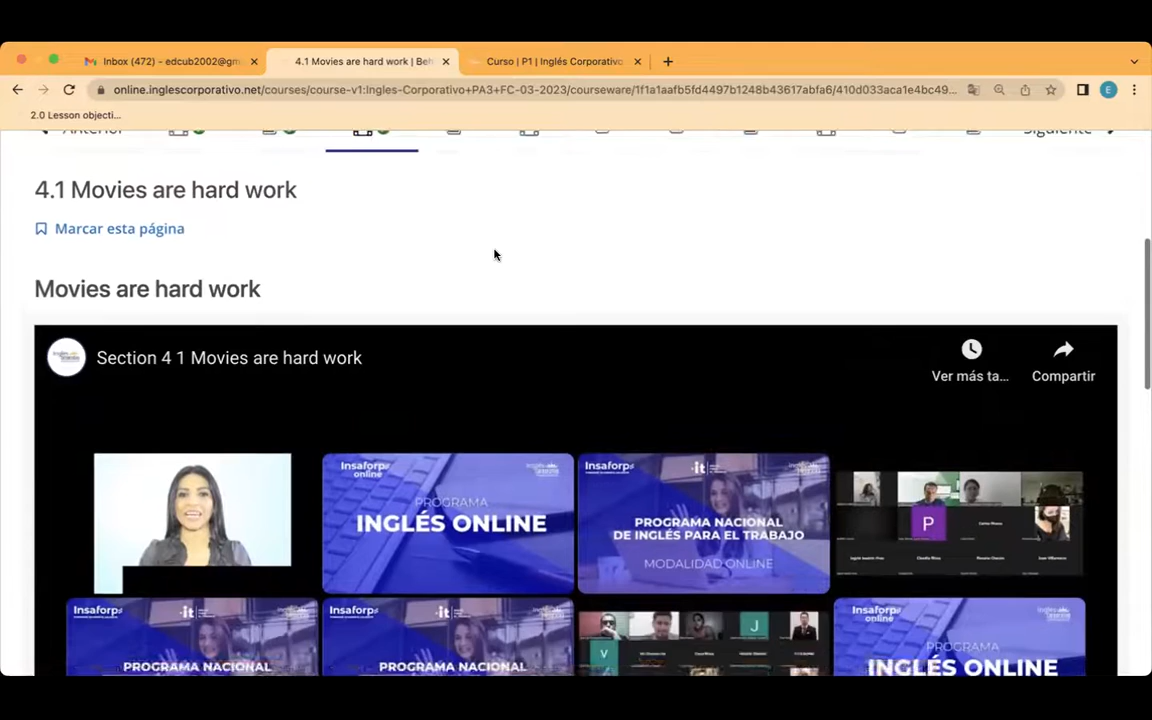 Inbox (472) - edcub2002@gm
4.1 Movies are hard work | Beh
Curso | P1 | Inglés Corporativo
online.inglescorporativo.net/courses/course-v1:Ingles-Corporativo+PA3+FC-03-2023/courseware/1f1a1aafb5fd4497b1248b43617abfa6/410d033aca1e4bc49...
E
2.0 Lesson objecti...
Anterior
Siguiente
4.1 Movies are hard work
Marcar esta página
Movies are hard work
Section 4 1 Movies are hard work
Ver más ta...
Compartir
Insaforp online
PROGRAMA
INGLÉS ONLINE
Insaforp
it
PROGRAMA NACIONAL
DE INGLÉS PARA EL TRABAJO
MODALIDAD ONLINE
P
Insaforp
it
PROGRAMA NACIONAL
Insaforp
it
PROGRAMA NACIONAL
J
V
Insaforp online
PROGRAMA
INGLÉS ONLINE